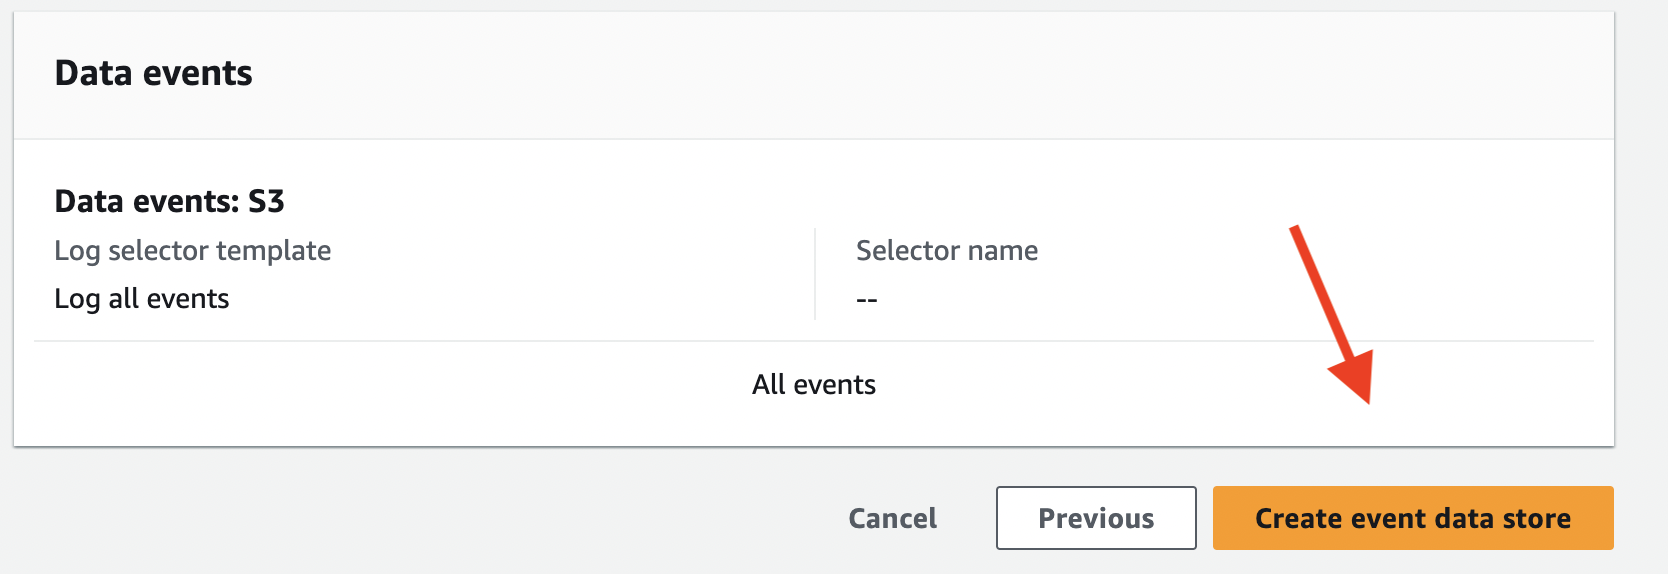 Data events
Data events: S3
Log selector template
Log all events
Selector name
--
All events
Cancel
Previous
Create event data store